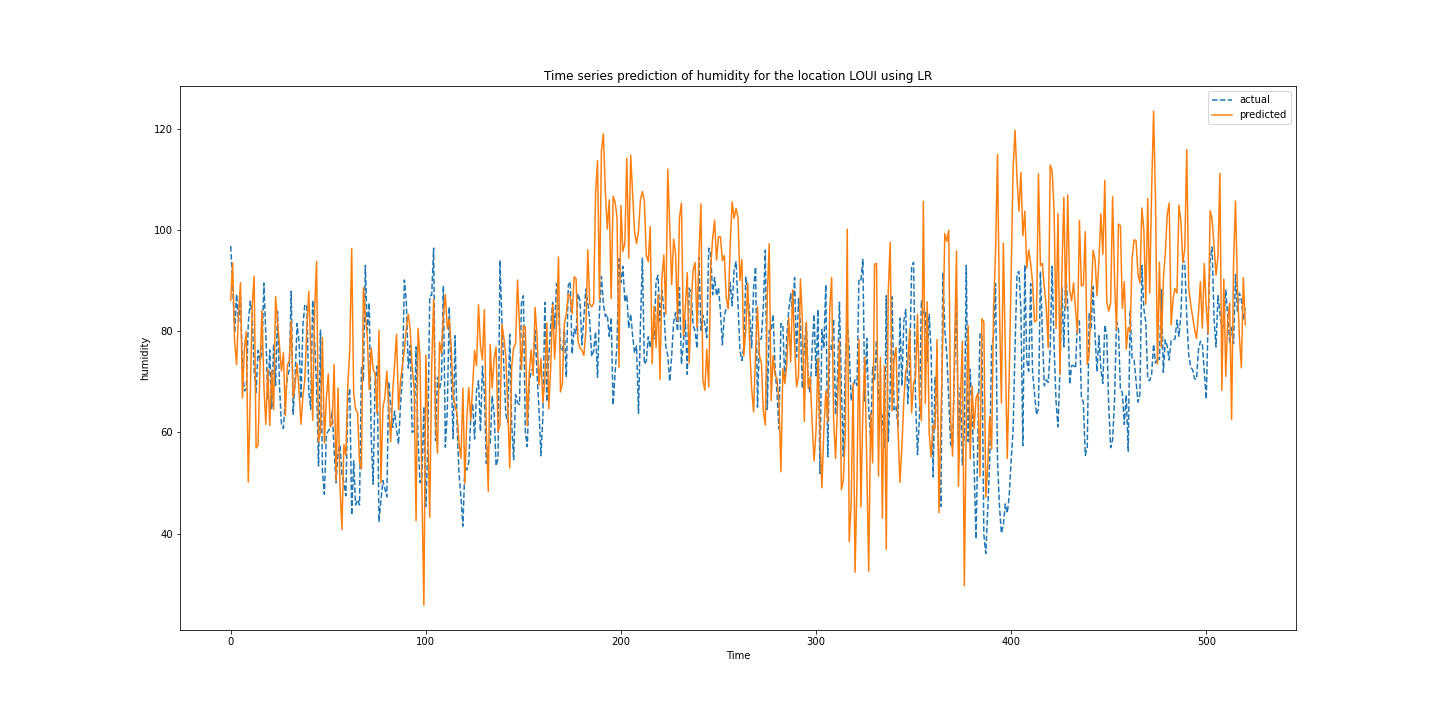 Time series prediction of humidity for the location LOUI using LR
actual
predicted
120
100
80
60
40
humidity
0 100 200 300 400 500
Time